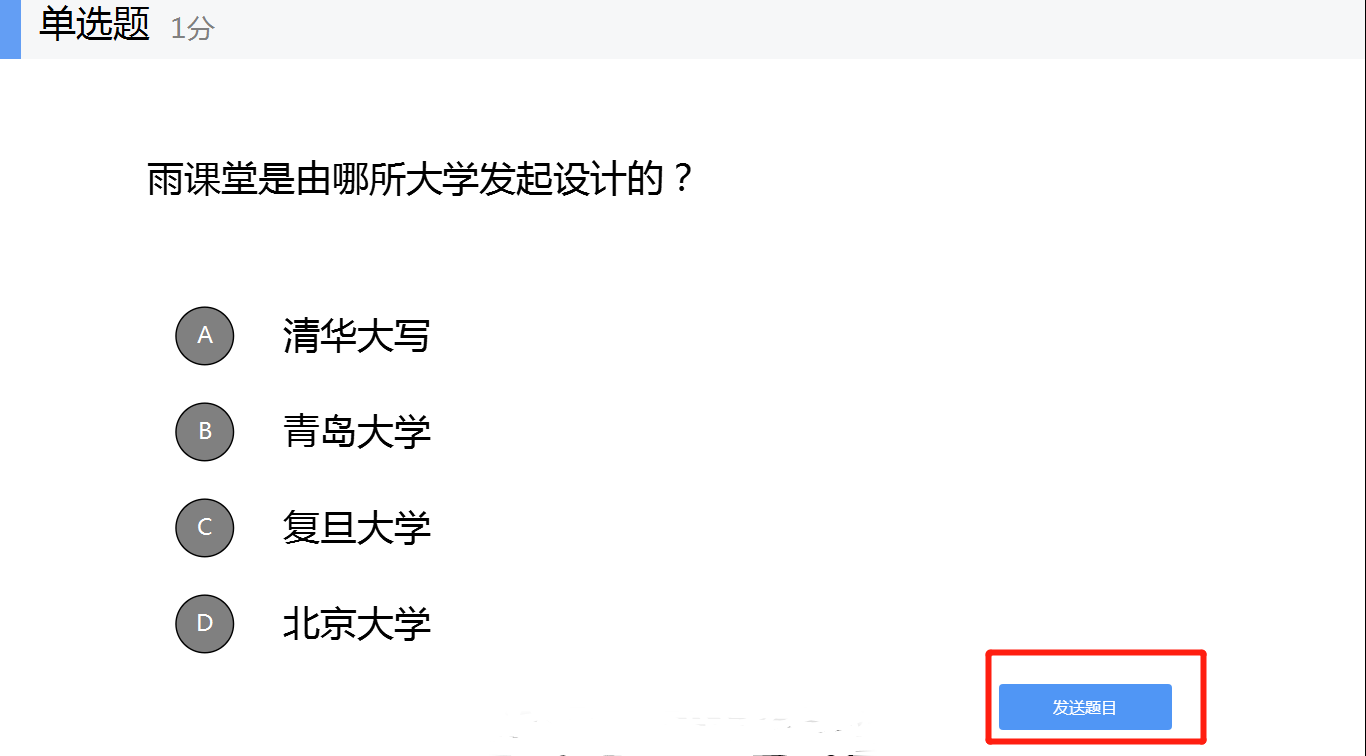 单选题 1分
雨课堂是由哪所大学发起设计的？
A 清华大写
B 青岛大学
C 复旦大学
D 北京大学
发送题目